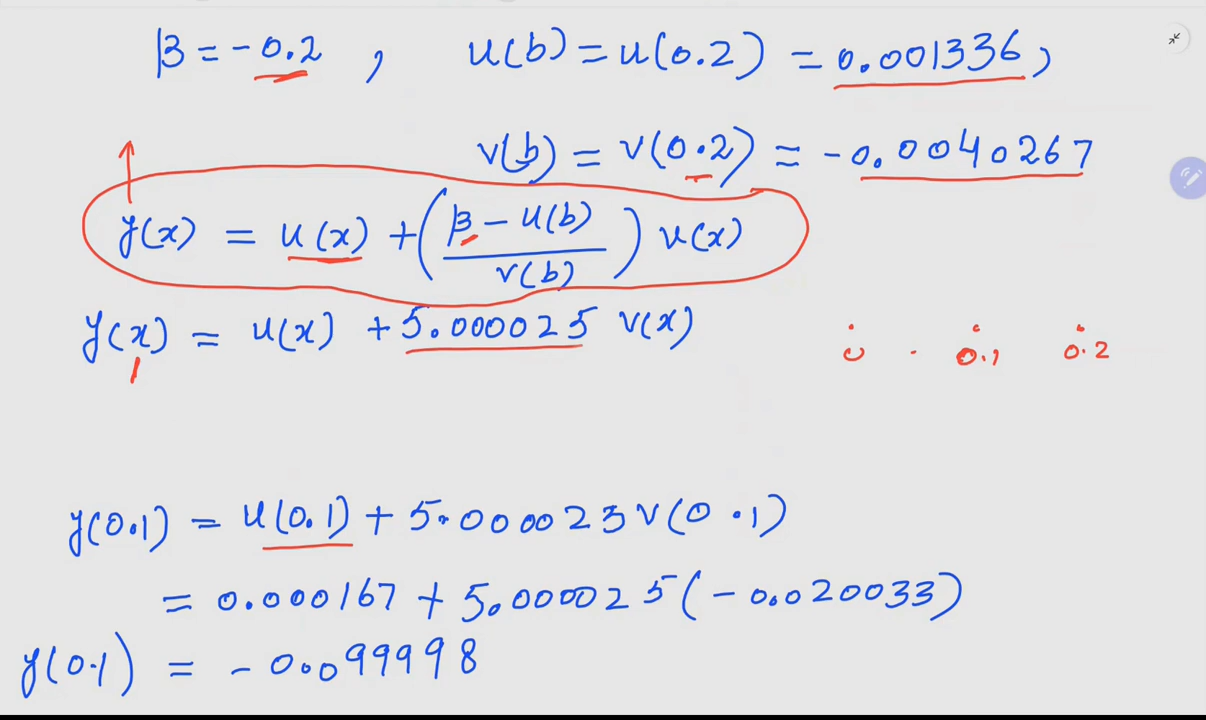 β = -0.2 , u(b) = u(0.2) = 0.001336,
v(b) = v(0.2) = -0.0040267
y(x) = u(x) + ( (β - u(b)) / v(b) ) v(x)
y(x) = u(x) + 5.000025 v(x)
0 . 0.1 0.2
y(0.1) = u(0.1) + 5.000023 v(0.1)
= 0.000167 + 5.000025 (-0.020033)
y(0.1) = -0.099998